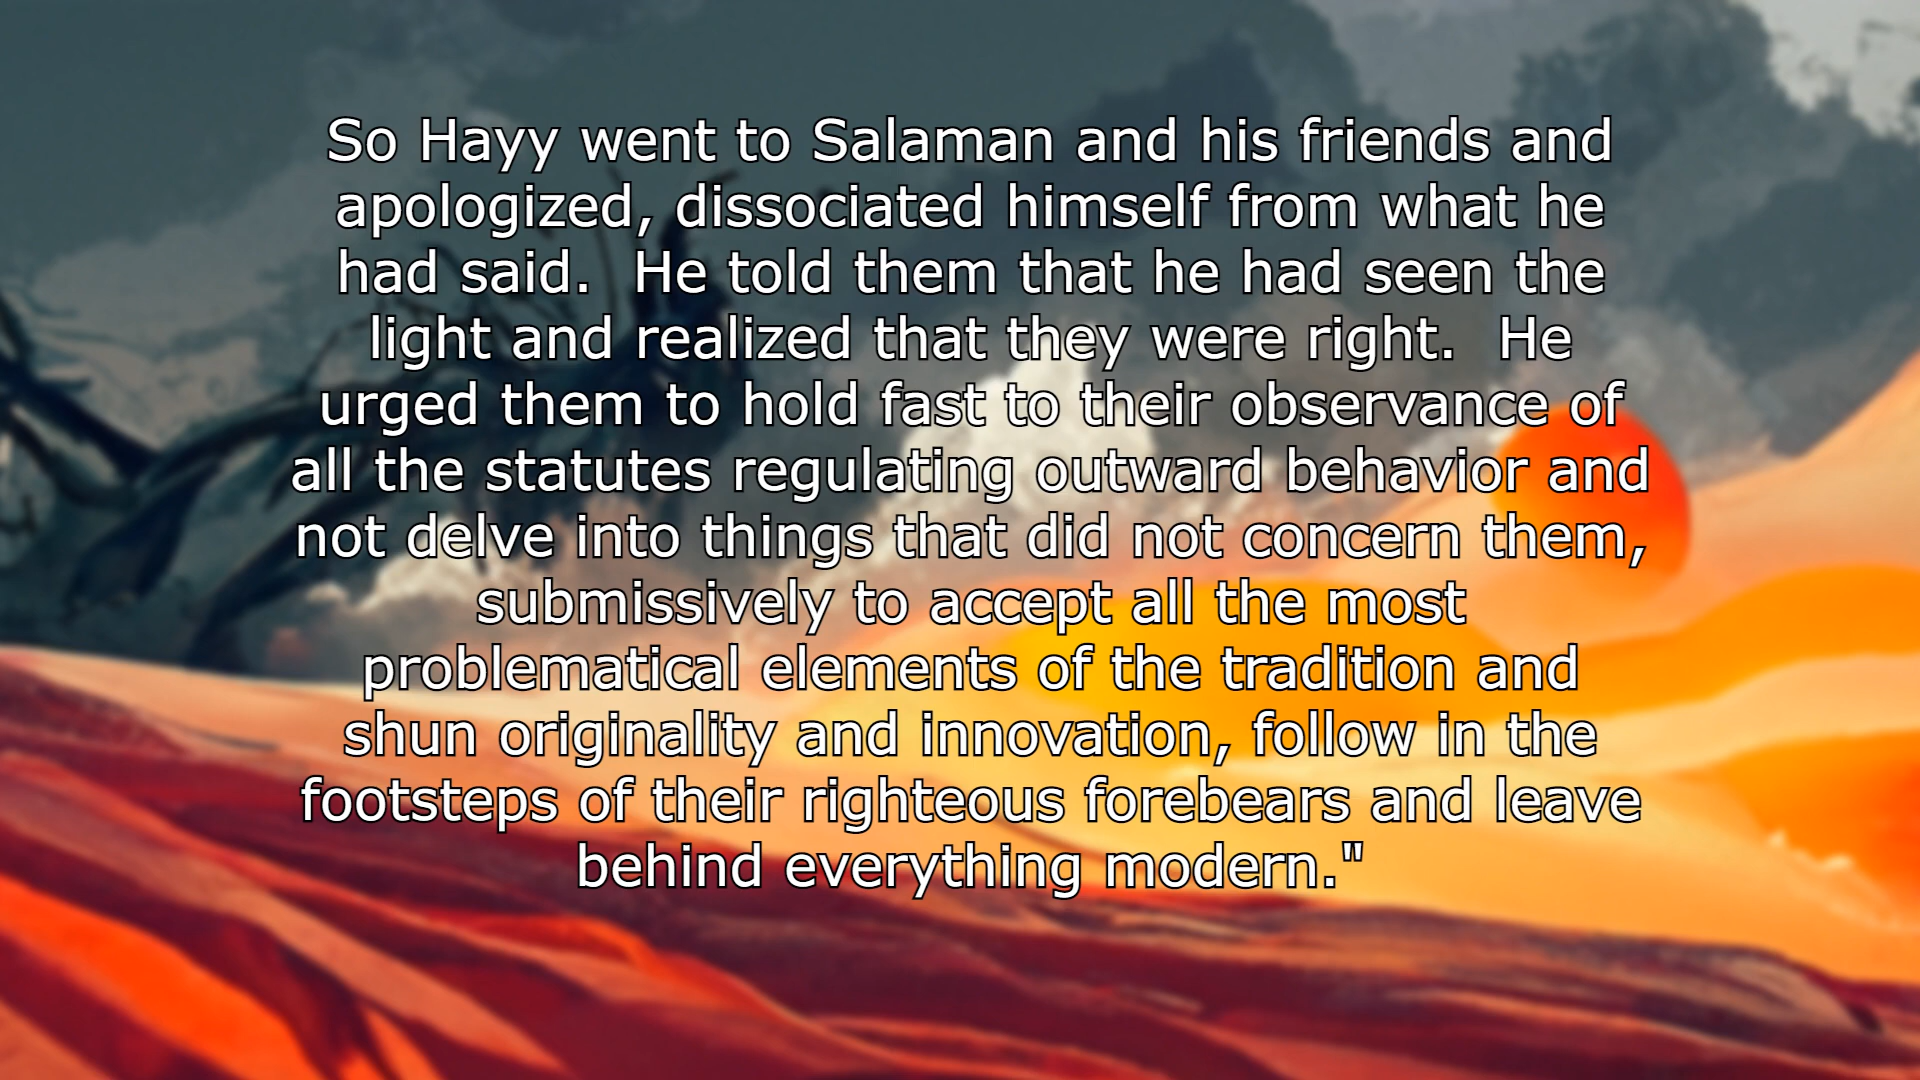 So Hayy went to Salaman and his friends and
apologized, dissociated himself from what he
had said.  He told them that he had seen the
light and realized that they were right.  He
urged them to hold fast to their observance of
all the statutes regulating outward behavior and
not delve into things that did not concern them,
submissively to accept all the most
problematical elements of the tradition and
shun originality and innovation, follow in the
footsteps of their righteous forebears and leave
behind everything modern."